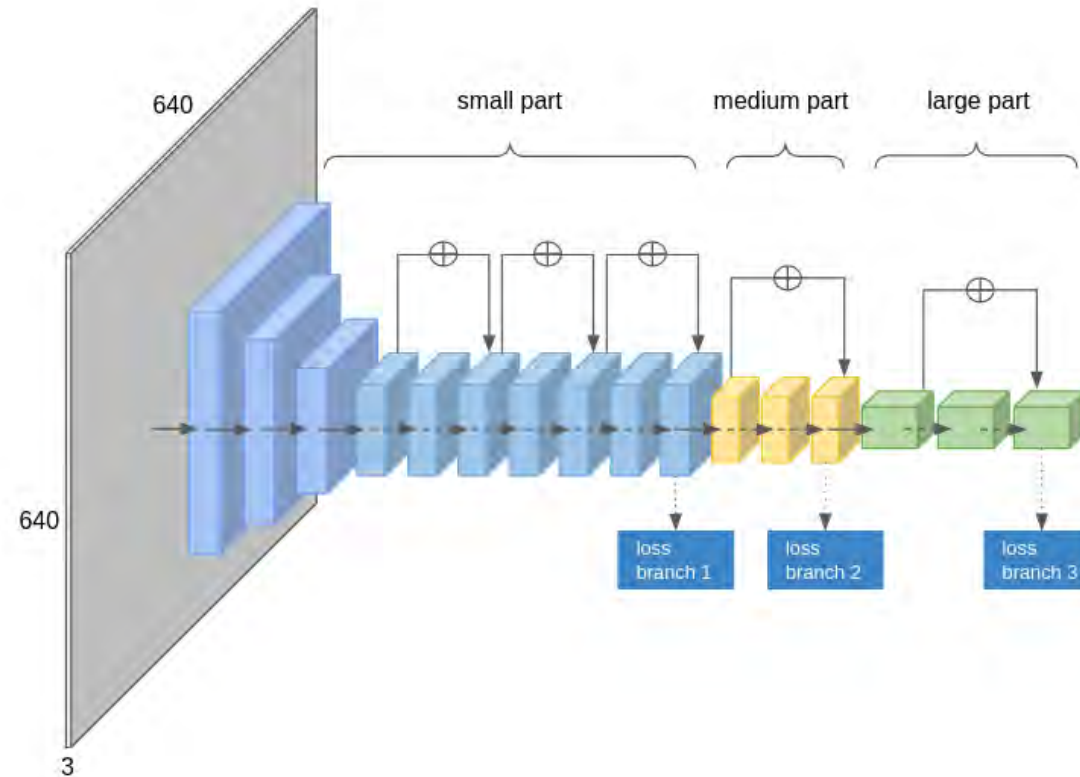 640
small part
medium part
large part
640
loss
branch 1
loss
branch 2
loss
branch 3
3